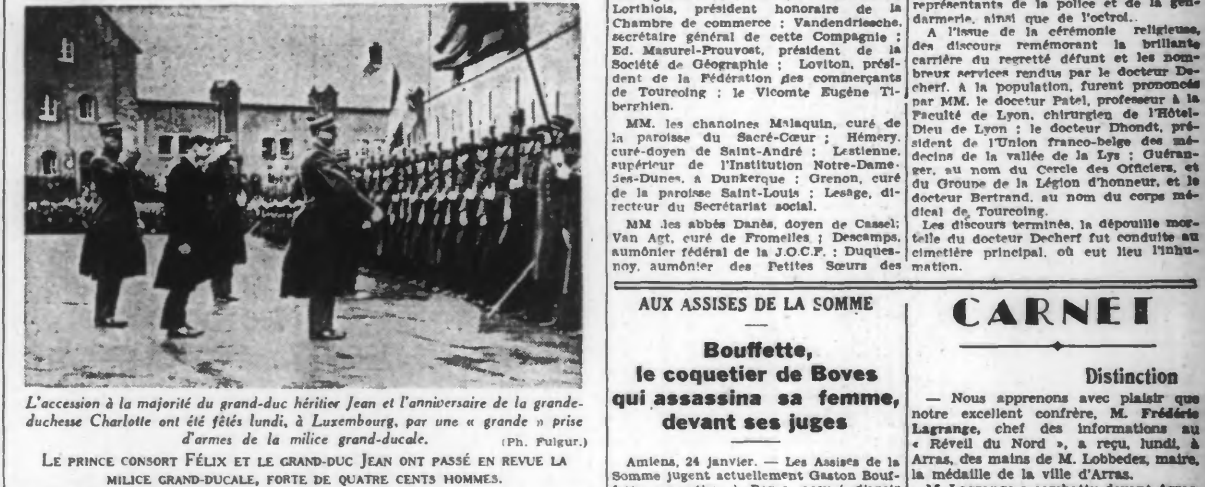 L'accession à la majorité du grand-duc héritier Jean et l'anniversaire de la grande-
duchesse Charlotte ont été fêtés lundi, à Luxembourg, par une « grande » prise
d'armes de la milice grand-ducale. (Ph. Fulgur.)
LE PRINCE CONSORT FÉLIX ET LE GRAND-DUC JEAN ONT PASSÉ EN REVUE LA
MILICE GRAND-DUCALE, FORTE DE QUATRE CENTS HOMMES.
Lorthiois, président honoraire de la
Chambre de commerce ; Vandendriesche,
secrétaire général de cette Compagnie ;
Ed. Masurel-Prouvost, président de la
Société de Géographie ; Loviton, prési-
dent de la Fédération des commerçants
de Tourcoing ; le Vicomte Eugène Ti-
berghien.
MM. les chanoines Malaquin, curé de
la paroisse du Sacré-Cœur ; Hémery,
curé-doyen de Saint-André ; Lestienne,
supérieur de l'Institution Notre-Dame-
des-Dunes, à Dunkerque ; Grenon, curé
de la paroisse Saint-Louis ; Lesage, di-
recteur du Secrétariat social.
MM .les abbés Danès, doyen de Cassel;
Van Agt, curé de Fromelles ; Descamps,
aumônier fédéral de la J.O.C.F. ; Duques-
noy, aumônier des Petites Sœurs des
représentants de la police et de la gen-
darmerie, ainsi que de l'octroi..
A l'issue de la cérémonie religieuse,
des discours remémorant la brillante
carrière du regretté défunt et les nom-
breux services rendus par le docteur De-
cherf. à la population, furent prononcés
par MM. le docetur Patel, professeur à la
Faculté de Lyon, chirurgien de l'Hôtel-
Dieu de Lyon ; le docteur Dhondt, pré-
sident de l'Union franco-belge des mé-
decins de la vallée de la Lys ; Guéran-
ger, au nom du Cercle des Officiers, et
du Groupe de la Légion d'honneur, et le
docteur Bertrand, au nom du corps mé-
dical de Tourcoing.
Les discours terminés, la dépouille mor-
telle du docteur Decherf fut conduite au
cimetière principal, où eut lieu l'inhu-
mation.
AUX ASSISES DE LA SOMME
Bouffette,
le coquetier de Boves
qui assassina sa femme,
devant ses juges
Amiens, 24 janvier. — Les Assises de la
Somme jugent actuellement Gaston Bouf-
CARNET
Distinction
— Nous apprenons avec plaisir que
notre excellent confrère, M. Frédéric
Lagrange, chef des informations au
« Réveil du Nord », a reçu, lundi, à
Arras, des mains de M. Lobbedez, maire,
la médaille de la ville d'Arras.